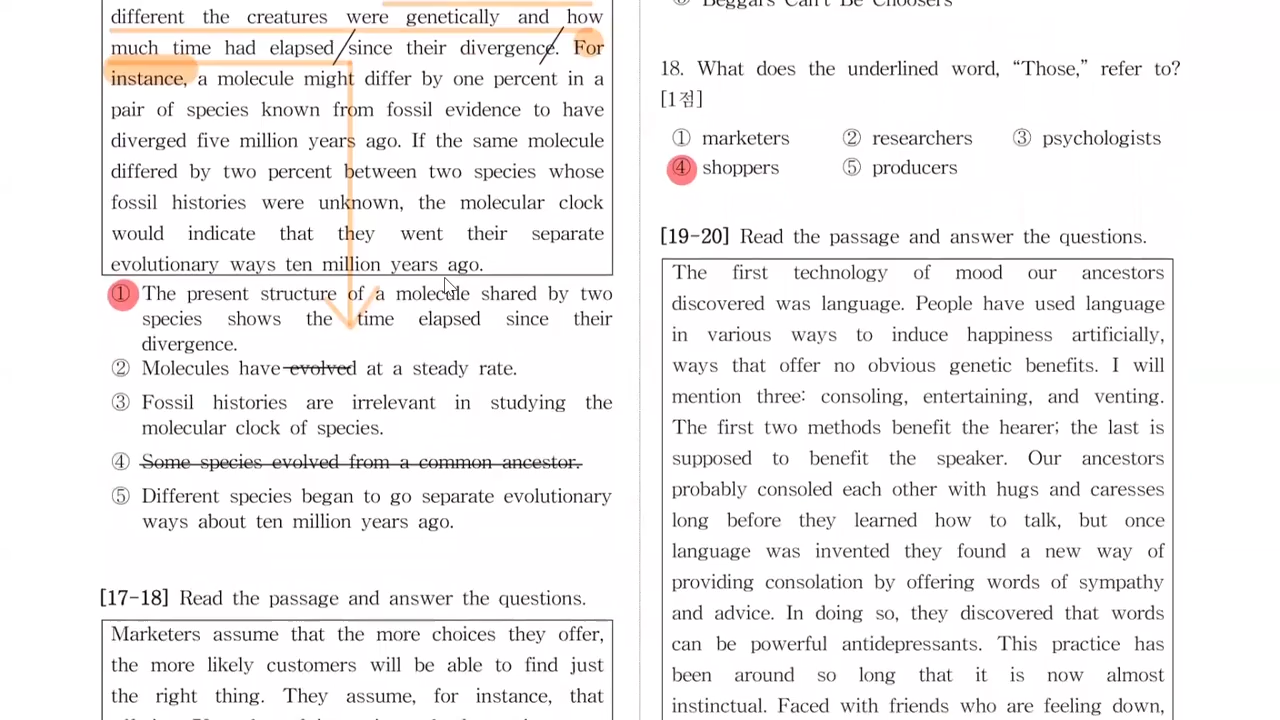 different the creatures were genetically and how
much time had elapsed since their divergence. For
instance, a molecule might differ by one percent in a
pair of species known from fossil evidence to have
diverged five million years ago. If the same molecule
differed by two percent between two species whose
fossil histories were unknown, the molecular clock
would indicate that they went their separate
evolutionary ways ten million years ago.
① The present structure of a molecule shared by two
species shows the time elapsed since their
divergence.
② Molecules have evolved at a steady rate.
③ Fossil histories are irrelevant in studying the
molecular clock of species.
④ Some species evolved from a common ancestor.
⑤ Different species began to go separate evolutionary
ways about ten million years ago.
[17-18] Read the passage and answer the questions.
Marketers assume that the more choices they offer,
the more likely customers will be able to find just
the right thing. They assume, for instance, that
Beggars Can't Be Choosers
18. What does the underlined word, “Those,” refer to?
[1점]
① marketers ② researchers ③ psychologists
④ shoppers ⑤ producers
[19-20] Read the passage and answer the questions.
The first technology of mood our ancestors
discovered was language. People have used language
in various ways to induce happiness artificially,
ways that offer no obvious genetic benefits. I will
mention three: consoling, entertaining, and venting.
The first two methods benefit the hearer; the last is
supposed to benefit the speaker. Our ancestors
probably consoled each other with hugs and caresses
long before they learned how to talk, but once
language was invented they found a new way of
providing consolation by offering words of sympathy
and advice. In doing so, they discovered that words
can be powerful antidepressants. This practice has
been around so long that it is now almost
instinctual. Faced with friends who are feeling down,